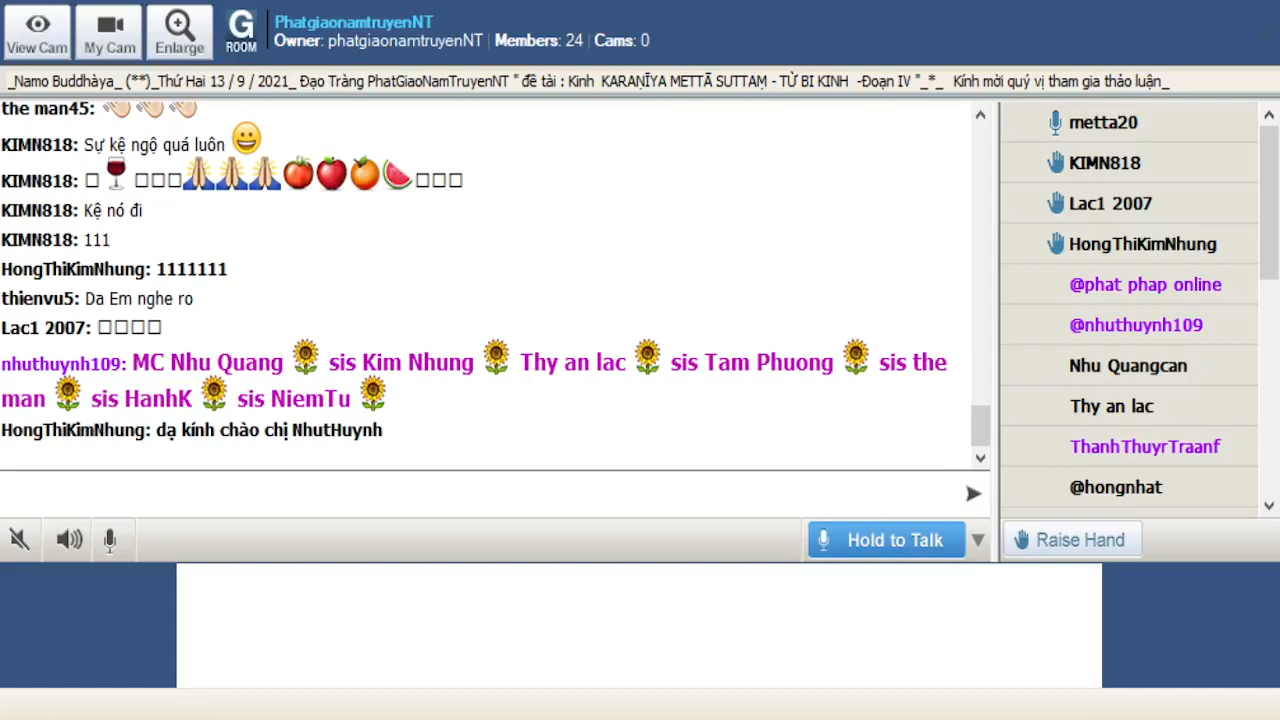 View Cam
My Cam
Enlarge
G
ROOM
PhatgiaonamtruyenNT
Owner: phatgiaonamtruyenNT | Members: 24 | Cams: 0
_Namo Buddhàya_ (**)_Thứ Hai 13 / 9 / 2021_ Đạo Tràng PhatGiaoNamTruyenNT " đề tài : Kinh KARAṆĪYA METTĀ SUTTAṂ - TỪ BI KINH -Đoạn IV "_*_ Kính mời quý vị tham gia thảo luận_
the man45: 👏🏻 👏🏻 👏🏻
KIMN818: Sự kệ ngộ quá luôn 😀
KIMN818: □🍷□□□🙏🙏🙏🍅🍎🍊🍉□□□
KIMN818: Kệ nó đi
KIMN818: 111
HongThiKimNhung: 1111111
thienvu5: Da Em nghe ro
Lac1 2007: □□□□
nhuthuynh109: MC Nhu Quang 🌻 sis Kim Nhung 🌻 Thy an lac 🌻 sis Tam Phuong 🌻 sis the
man 🌻 sis HanhK 🌻 sis NiemTu 🌻
HongThiKimNhung: dạ kính chào chị NhutHuynh
Hold to Talk
metta20
KIMN818
Lac1 2007
HongThiKimNhung
@phat phap online
@nhuthuynh109
Nhu Quangcan
Thy an lac
ThanhThuyrTraanf
@hongnhat
Raise Hand